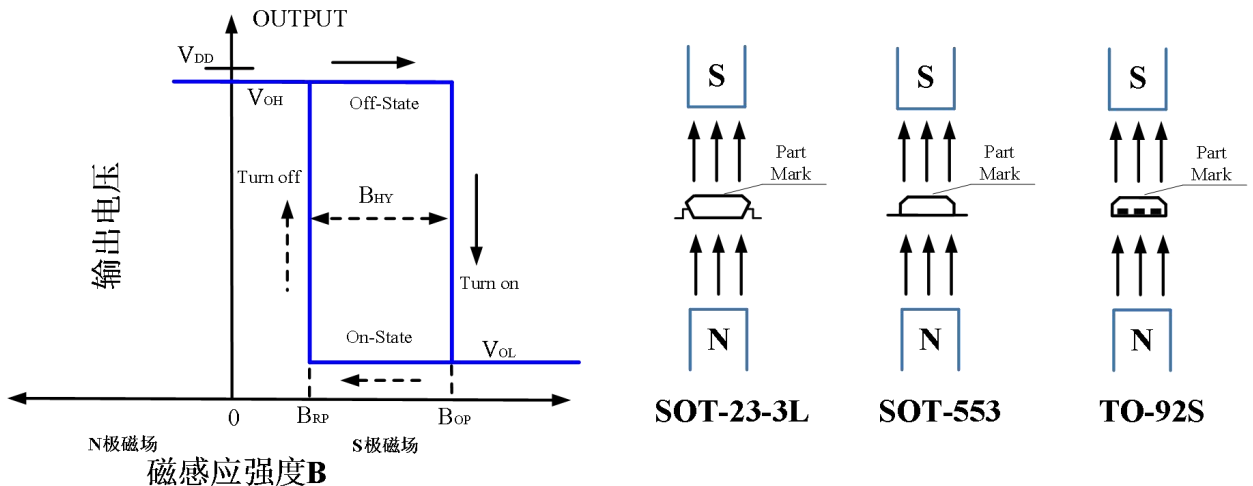 OUTPUT
VDD
VOH
Off-State
Turn off
BHY
Turn on
On-State
VOL
输出电压
0
BRP
BOP
N极磁场
S极磁场
磁感应强度B
S
Part
Mark
N
SOT-23-3L
S
Part
Mark
N
SOT-553
S
Part
Mark
N
TO-92S